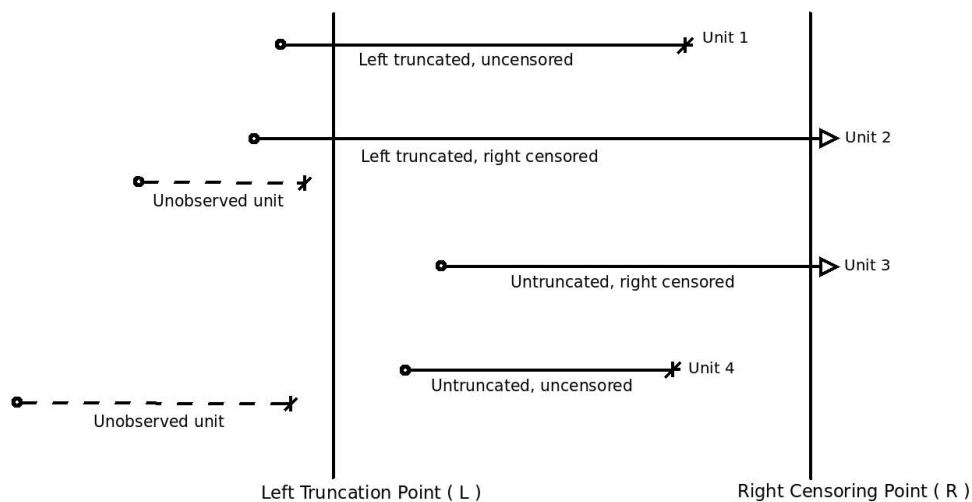 Unit 1
Left truncated, uncensored
Unit 2
Left truncated, right censored
Unobserved unit
Unit 3
Untruncated, right censored
Unit 4
Untruncated, uncensored
Unobserved unit
Left Truncation Point ( L )
Right Censoring Point ( R )